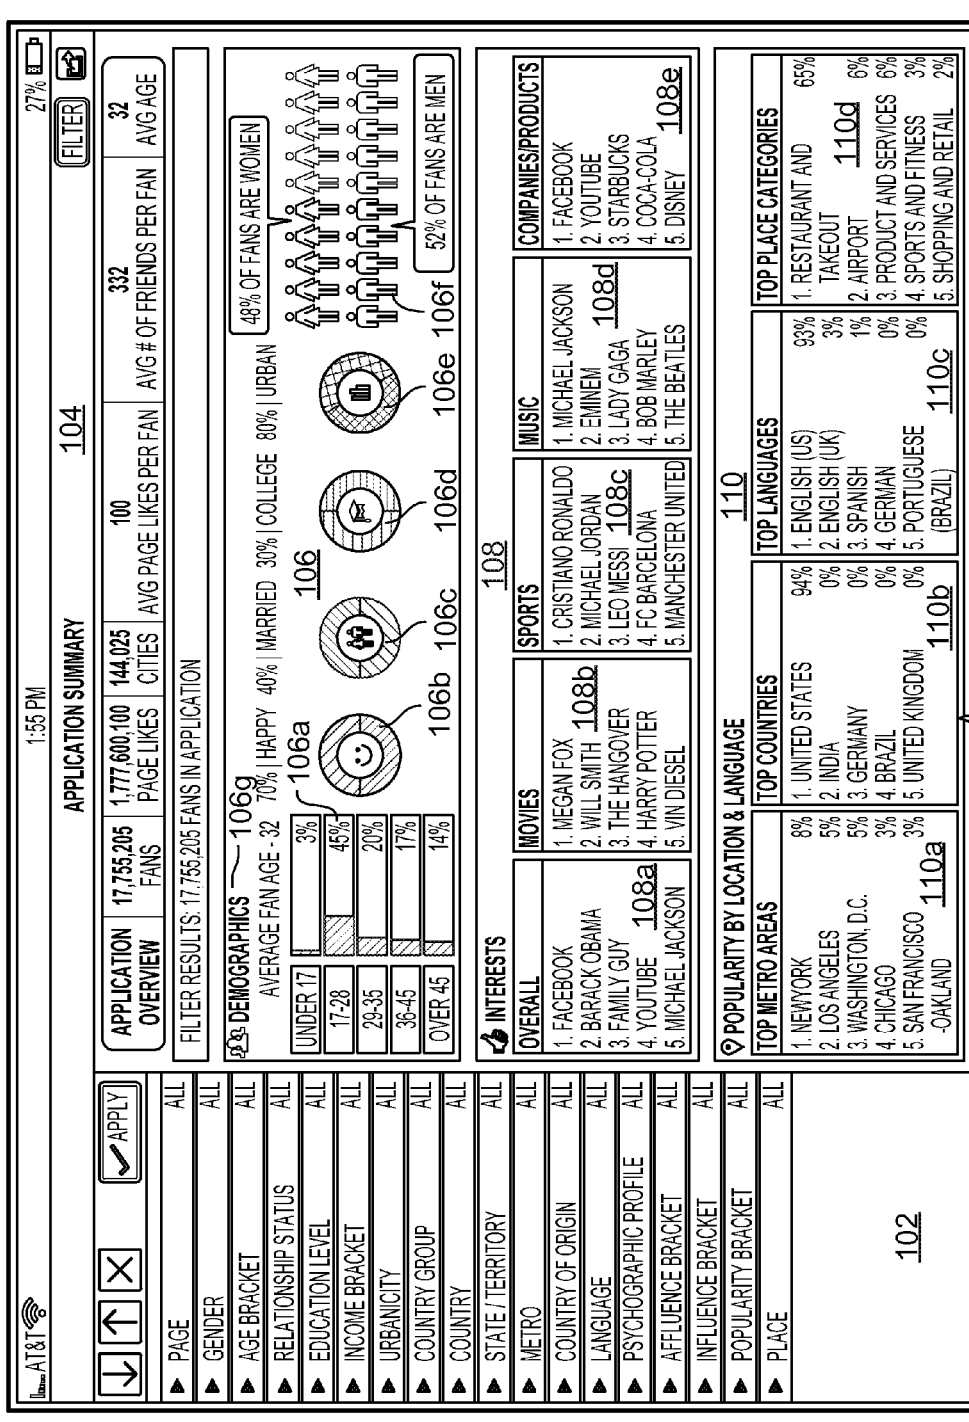 AT&T
1:55 PM
27%
APPLICATION SUMMARY
104
FILTER
APPLY
APPLICATION OVERVIEW
17,755,205 FANS
1,777,600,100 PAGE LIKES
144,025 CITIES
100 AVG PAGE LIKES PER FAN
332 AVG # OF FRIENDS PER FAN
32 AVG AGE
FILTER RESULTS: 17,755,205 FANS IN APPLICATION
PAGE ALL
GENDER ALL
AGE BRACKET ALL
RELATIONSHIP STATUS ALL
EDUCATION LEVEL ALL
INCOME BRACKET ALL
URBANICITY ALL
COUNTRY GROUP ALL
COUNTRY ALL
STATE / TERRITORY ALL
METRO ALL
COUNTRY OF ORIGIN ALL
LANGUAGE ALL
PSYCHOGRAPHIC PROFILE ALL
AFFLUENCE BRACKET ALL
INFLUENCE BRACKET ALL
POPULARITY BRACKET ALL
PLACE ALL
102
DEMOGRAPHICS 106g
106
AVERAGE FAN AGE - 32
70% | HAPPY 40% | MARRIED 30% | COLLEGE 80% | URBAN
48% OF FANS ARE WOMEN
UNDER 17 3%
17-28 45%
29-35 20%
36-45 17%
OVER 45 14%
106a
106b
106c
106d
106e
106f
52% OF FANS ARE MEN
INTERESTS
108
OVERALL
1. FACEBOOK
2. BARACK OBAMA
3. FAMILY GUY
4. YOUTUBE
5. MICHAEL JACKSON
108a
MOVIES
1. MEGAN FOX
2. WILL SMITH
3. THE HANGOVER
4. HARRY POTTER
5. VIN DIESEL
108b
SPORTS
1. CRISTIANO RONALDO
2. MICHAEL JORDAN
3. LEO MESSI
4. FC BARCELONA
5. MANCHESTER UNITED
108c
MUSIC
1. MICHAEL JACKSON
2. EMINEM
3. LADY GAGA
4. BOB MARLEY
5. THE BEATLES
108d
COMPANIES/PRODUCTS
1. FACEBOOK
2. YOUTUBE
3. STARBUCKS
4. COCA-COLA
5. DISNEY
108e
POPULARITY BY LOCATION & LANGUAGE
110
TOP METRO AREAS
1. NEWYORK 8%
2. LOS ANGELES 5%
3. WASHINGTON, D.C. 5%
4. CHICAGO 3%
5. SAN FRANCISCO 3%
-OAKLAND
110a
TOP COUNTRIES
1. UNITED STATES 94%
2. INDIA 0%
3. GERMANY 0%
4. BRAZIL 0%
5. UNITED KINGDOM 0%
110b
TOP LANGUAGES
1. ENGLISH (US) 93%
2. ENGLISH (UK) 3%
3. SPANISH 1%
4. GERMAN 0%
5. PORTUGUESE 0%
(BRAZIL)
110c
TOP PLACE CATEGORIES
1. RESTAURANT AND 65%
TAKEOUT
2. AIRPORT 6%
3. PRODUCT AND SERVICES 6%
4. SPORTS AND FITNESS 3%
5. SHOPPING AND RETAIL 2%
110d